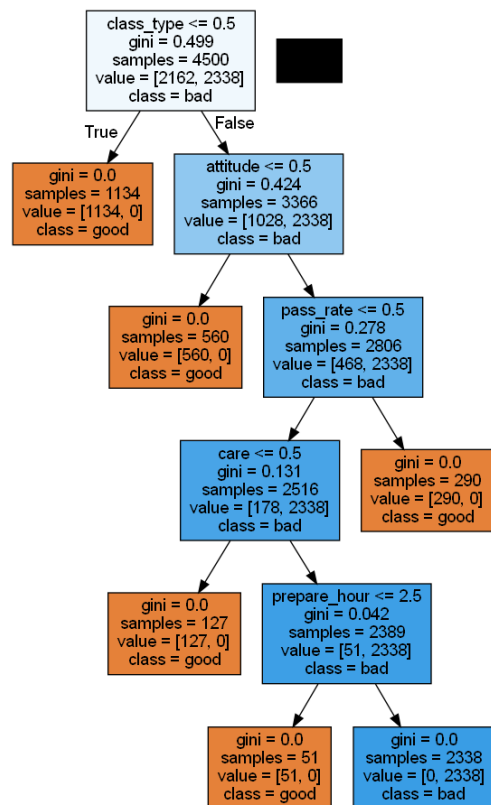 class_type <= 0.5
gini = 0.499
samples = 4500
value = [2162, 2338]
class = bad
True
False
gini = 0.0
samples = 1134
value = [1134, 0]
class = good
attitude <= 0.5
gini = 0.424
samples = 3366
value = [1028, 2338]
class = bad
gini = 0.0
samples = 560
value = [560, 0]
class = good
pass_rate <= 0.5
gini = 0.278
samples = 2806
value = [468, 2338]
class = bad
care <= 0.5
gini = 0.131
samples = 2516
value = [178, 2338]
class = bad
gini = 0.0
samples = 290
value = [290, 0]
class = good
gini = 0.0
samples = 127
value = [127, 0]
class = good
prepare_hour <= 2.5
gini = 0.042
samples = 2389
value = [51, 2338]
class = bad
gini = 0.0
samples = 51
value = [51, 0]
class = good
gini = 0.0
samples = 2338
value = [0, 2338]
class = bad